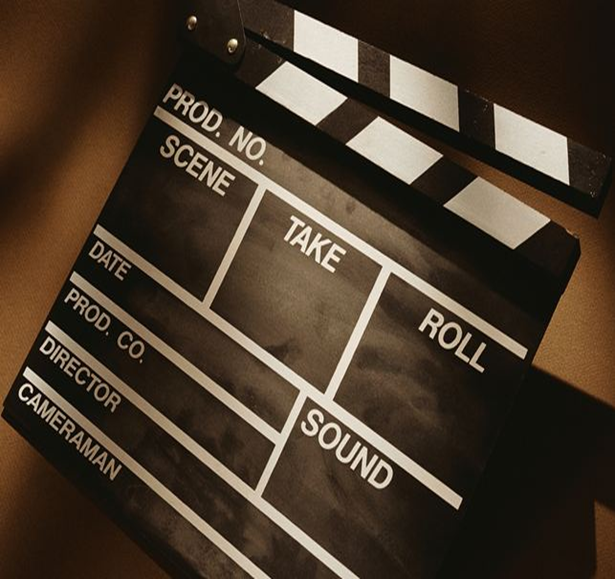 PROD. NO.
SCENE
TAKE
ROLL
DATE
PROD. CO.
SOUND
DIRECTOR
CAMERAMAN